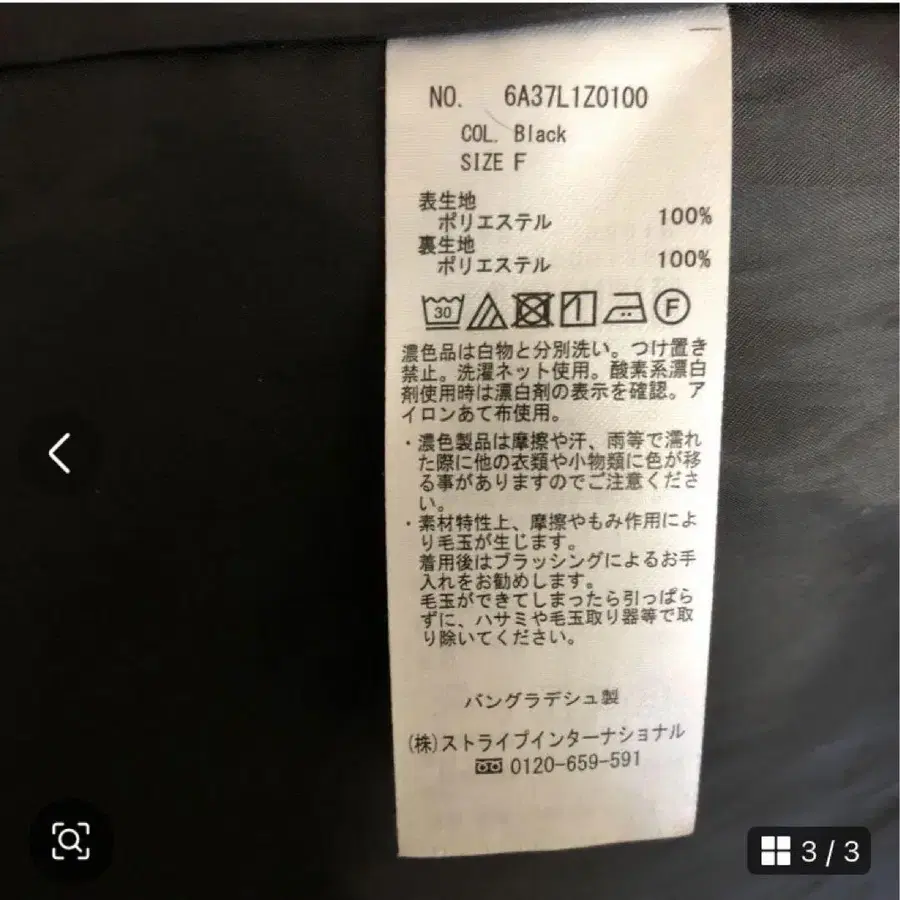 NO. 6A37L1Z0100
COL. Black
SIZE F
表生地
ポリエステル 100%
裏生地
ポリエステル 100%
30 F
濃色品は白物と分別洗い。つけ置き
禁止。洗濯ネット使用。酸素系漂白
剤使用時は漂白剤の表示を確認。ア
イロンあて布使用。
・濃色製品は摩擦や汗、雨等で濡れ
た際に他の衣類や小物類に色が移
る事がありますのでご注意くださ
い。
・素材特性上、摩擦やもみ作用によ
り毛玉が生じます。
着用後はブラッシングによるお手
入れをお勧めします。
毛玉ができてしまったら引っぱら
ずに、ハサミや毛玉取り器等で取
り除いてください。
バングラデシュ製
(株)ストライプインターナショナル
0120-659-591
3 / 3